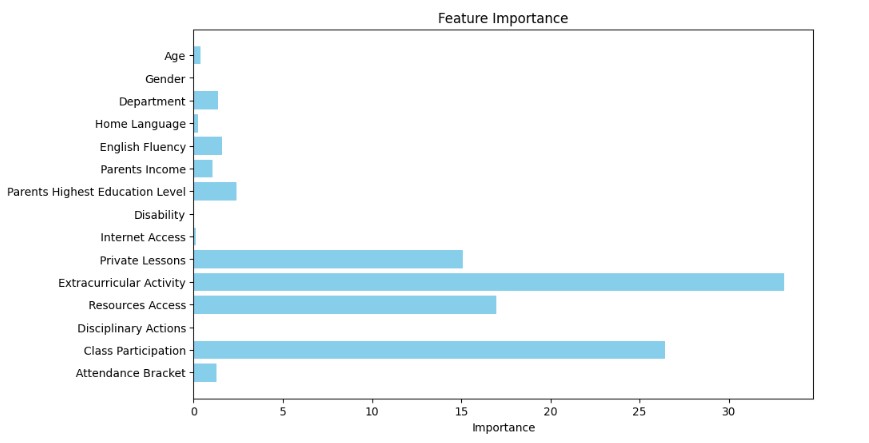 Feature Importance
Age
Gender
Department
Home Language
English Fluency
Parents Income
Parents Highest Education Level
Disability
Internet Access
Private Lessons
Extracurricular Activity
Resources Access
Disciplinary Actions
Class Participation
Attendance Bracket
0 5 10 15 20 25 30
Importance